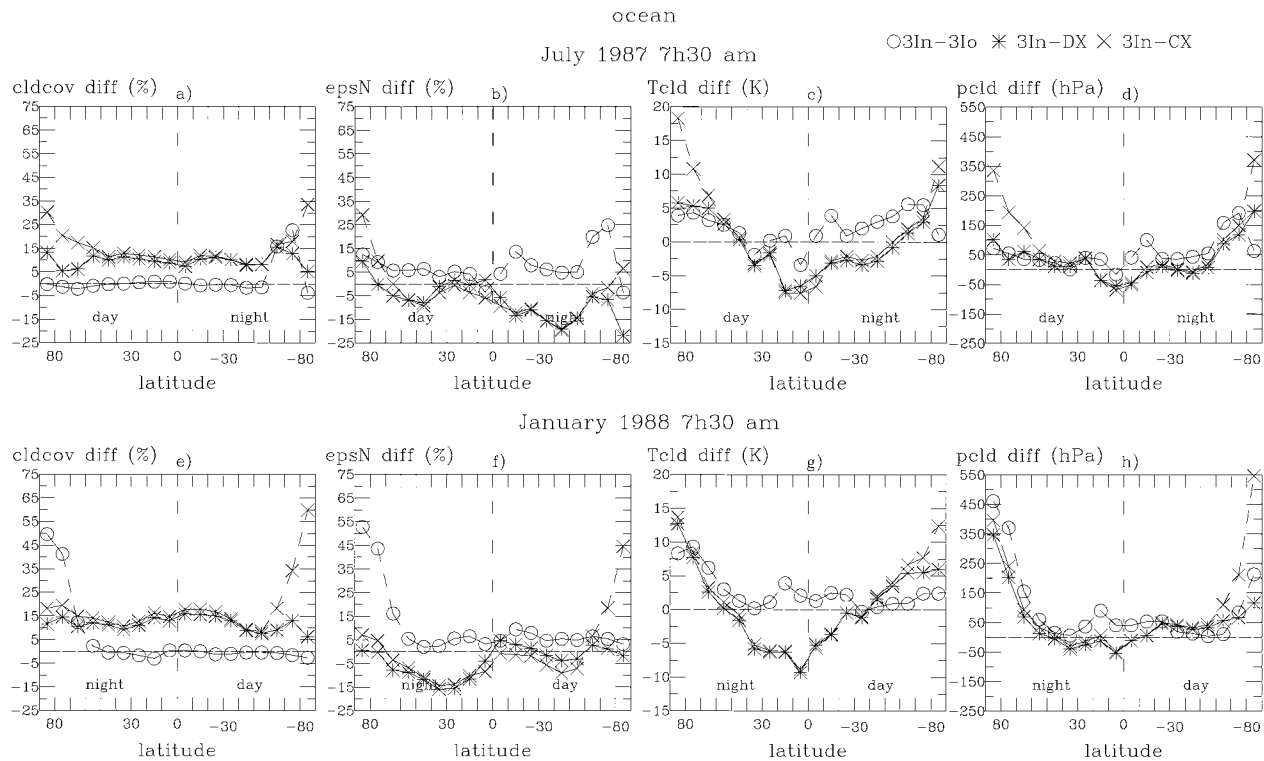 ocean
July 1987 7h30 am
3In-3Io 3In-DX 3In-CX
cldcov diff (%) a)
75
65
55
45
35
25
15
5
-5
-15
-25
day night
80 30 0 -30 -80
latitude
epsN diff (%) b)
75
65
55
45
35
25
15
5
-5
-15
-25
day night
80 30 0 -30 -80
latitude
Tcld diff (K) c)
20
15
10
5
0
-5
-10
-15
day night
80 30 0 -30 -80
latitude
pcld diff (hPa) d)
550
450
350
250
150
50
-50
-150
-250
day night
80 30 0 -30 -80
latitude
January 1988 7h30 am
cldcov diff (%) e)
75
65
55
45
35
25
15
5
-5
-15
-25
night day
80 30 0 -30 -80
latitude
epsN diff (%) f)
75
65
55
45
35
25
15
5
-5
-15
-25
night day
80 30 0 -30 -80
latitude
Tcld diff (K) g)
20
15
10
5
0
-5
-10
-15
night day
80 30 0 -30 -80
latitude
pcld diff (hPa) h)
550
450
350
250
150
50
-50
-150
-250
night day
80 30 0 -30 -80
latitude